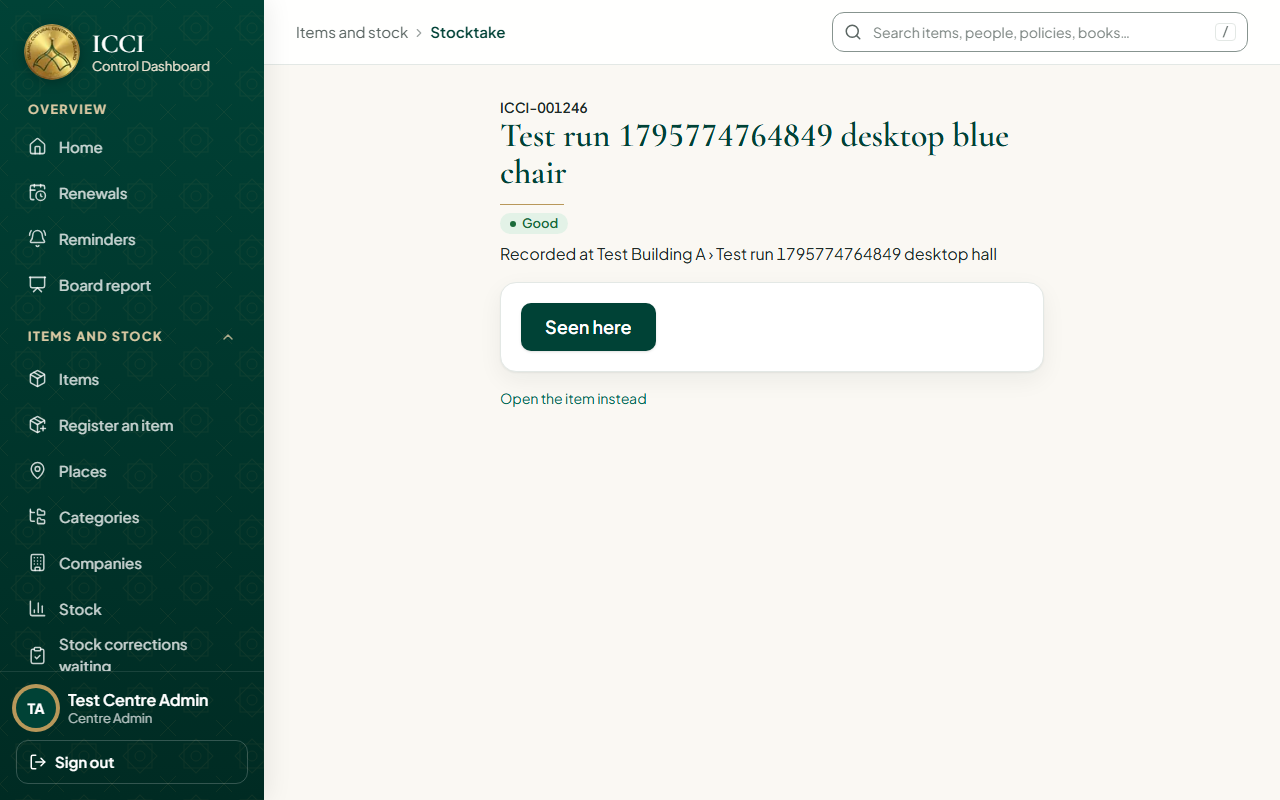 ICCI
Control Dashboard
OVERVIEW
Home
Renewals
Reminders
Board report
ITEMS AND STOCK
Items
Register an item
Places
Categories
Companies
Stock
Stock corrections
waiting
TA
Test Centre Admin
Centre Admin
Sign out
Items and stock › Stocktake
Search items, people, policies, books…
/
ICCI-001246
Test run 1795774764849 desktop blue
chair
Good
Recorded at Test Building A › Test run 1795774764849 desktop hall
Seen here
Open the item instead